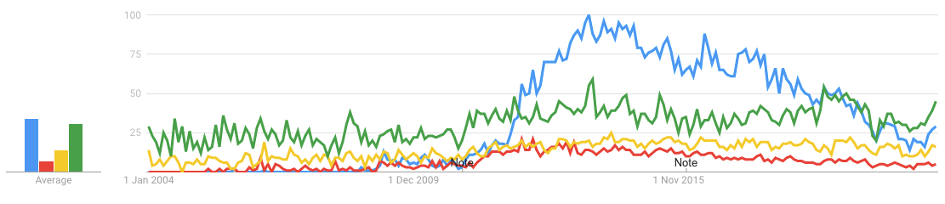 100
75
50
25
Note
Note
Average
1 Jan 2004
1 Dec 2009
1 Nov 2015